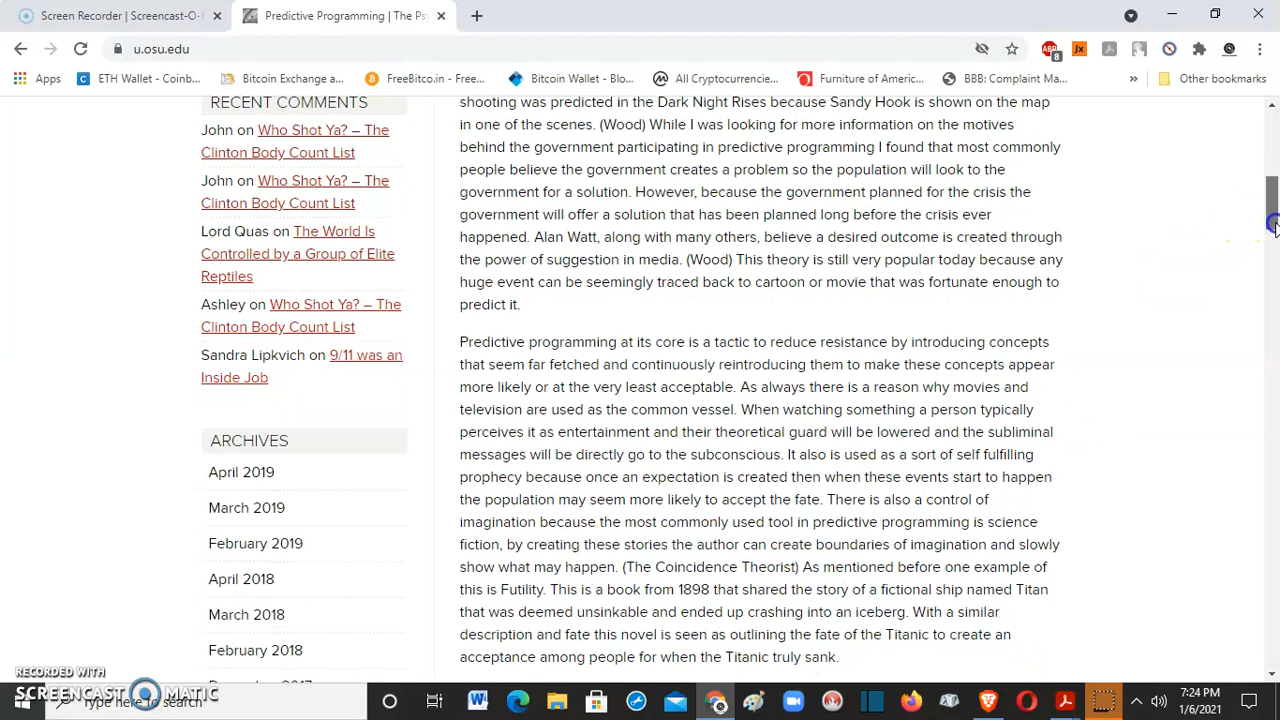 Screen Recorder | Screencast-O-
Predictive Programming | The Ps
u.osu.edu
8
Apps
ETH Wallet - Coinb...
Bitcoin Exchange a...
FreeBitco.in - Free...
Bitcoin Wallet - Blo...
All Cryptocurrencie...
Furniture of Americ...
BBB: Complaint Ma...
Other bookmarks
RECENT COMMENTS
John on Who Shot Ya? – The
Clinton Body Count List
John on Who Shot Ya? – The
Clinton Body Count List
Lord Quas on The World Is
Controlled by a Group of Elite
Reptiles
Ashley on Who Shot Ya? – The
Clinton Body Count List
Sandra Lipkvich on 9/11 was an
Inside Job
ARCHIVES
April 2019
March 2019
February 2019
April 2018
March 2018
February 2018
shooting was predicted in the Dark Night Rises because Sandy Hook is shown on the map
in one of the scenes. (Wood) While I was looking for more information on the motives
behind the government participating in predictive programming I found that most commonly
people believe the government creates a problem so the population will look to the
government for a solution. However, because the government planned for the crisis the
government will offer a solution that has been planned long before the crisis ever
happened. Alan Watt, along with many others, believe a desired outcome is created through
the power of suggestion in media. (Wood) This theory is still very popular today because any
huge event can be seemingly traced back to cartoon or movie that was fortunate enough to
predict it.
Predictive programming at its core is a tactic to reduce resistance by introducing concepts
that seem far fetched and continuously reintroducing them to make these concepts appear
more likely or at the very least acceptable. As always there is a reason why movies and
television are used as the common vessel. When watching something a person typically
perceives it as entertainment and their theoretical guard will be lowered and the subliminal
messages will be directly go to the subconscious. It also is used as a sort of self fulfilling
prophecy because once an expectation is created then when these events start to happen
the population may seem more likely to accept the fate. There is also a control of
imagination because the most commonly used tool in predictive programming is science
fiction, by creating these stories the author can create boundaries of imagination and slowly
show what may happen. (The Coincidence Theorist) As mentioned before one example of
this is Futility. This is a book from 1898 that shared the story of a fictional ship named Titan
that was deemed unsinkable and ended up crashing into an iceberg. With a similar
description and fate this novel is seen as outlining the fate of the Titanic to create an
acceptance among people for when the Titanic truly sank.
RECORDED WITH
SCREENCAST MATIC
Type here to search
7:24 PM
1/6/2021